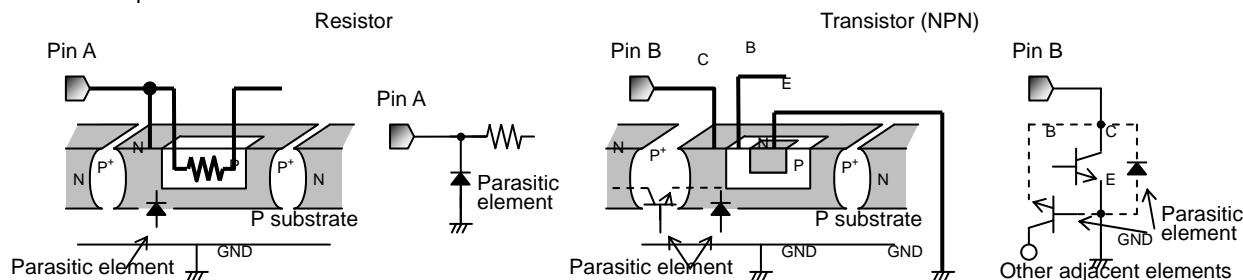 Resistor
Transistor (NPN)
Pin A
Pin B
C
B
E
Pin B
Pin A
N
P+
N
P
P+
N
Parasitic
element
P substrate
GND
Parasitic element
N
P+
N
P
P+
N
P substrate
GND
GND
Parasitic element
B
C
E
Parasitic
element
GND
Other adjacent elements